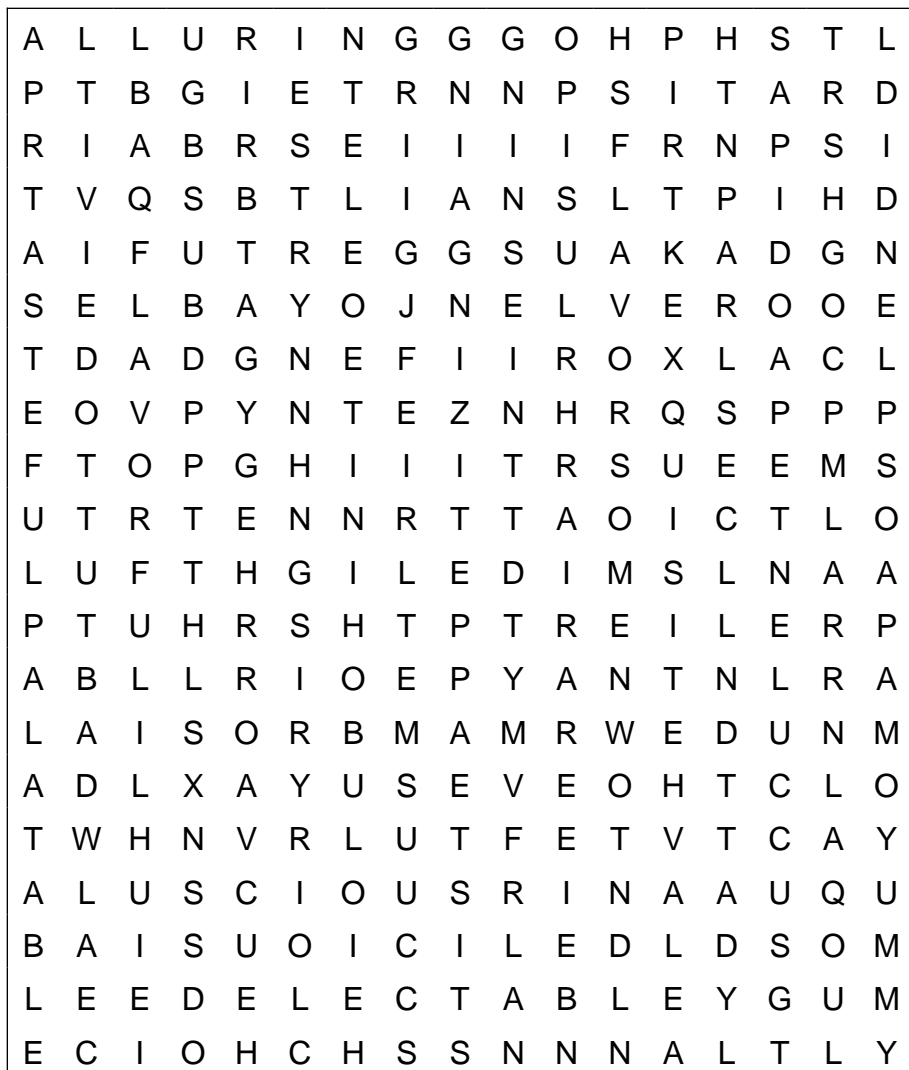 A L L U R I N G G G O H P H S T L
P T B G I E T R N N P S I T A R D
R I A B R S E I I I I F R N P S I
T V Q S B T L I A N S L T P I H D
A I F U T R E G G S U A K A D G N
S E L B A Y O J N E L V E R O O E
T D A D G N E F I I R O X L A C L
E O V P Y N T E Z N H R Q S P P P
F T O P G H I I I T R S U E E M S
U T R T E N N R T T A O I C T L O
L U F T H G I L E D I M S L N A A
P T U H R S H T P T R E I L E R P
A B L L R I O E P Y A N T N L R A
L A I S O R B M A M R W E D U N M
A D L X A Y U S E V E O H T C L O
T W H N V R L U T F E T V T C A Y
A L U S C I O U S R I N A A U Q U
B A I S U O I C I L E D L D S O M
L E E D E L E C T A B L E Y G U M
E C I O H C H S S N N N A L T L Y